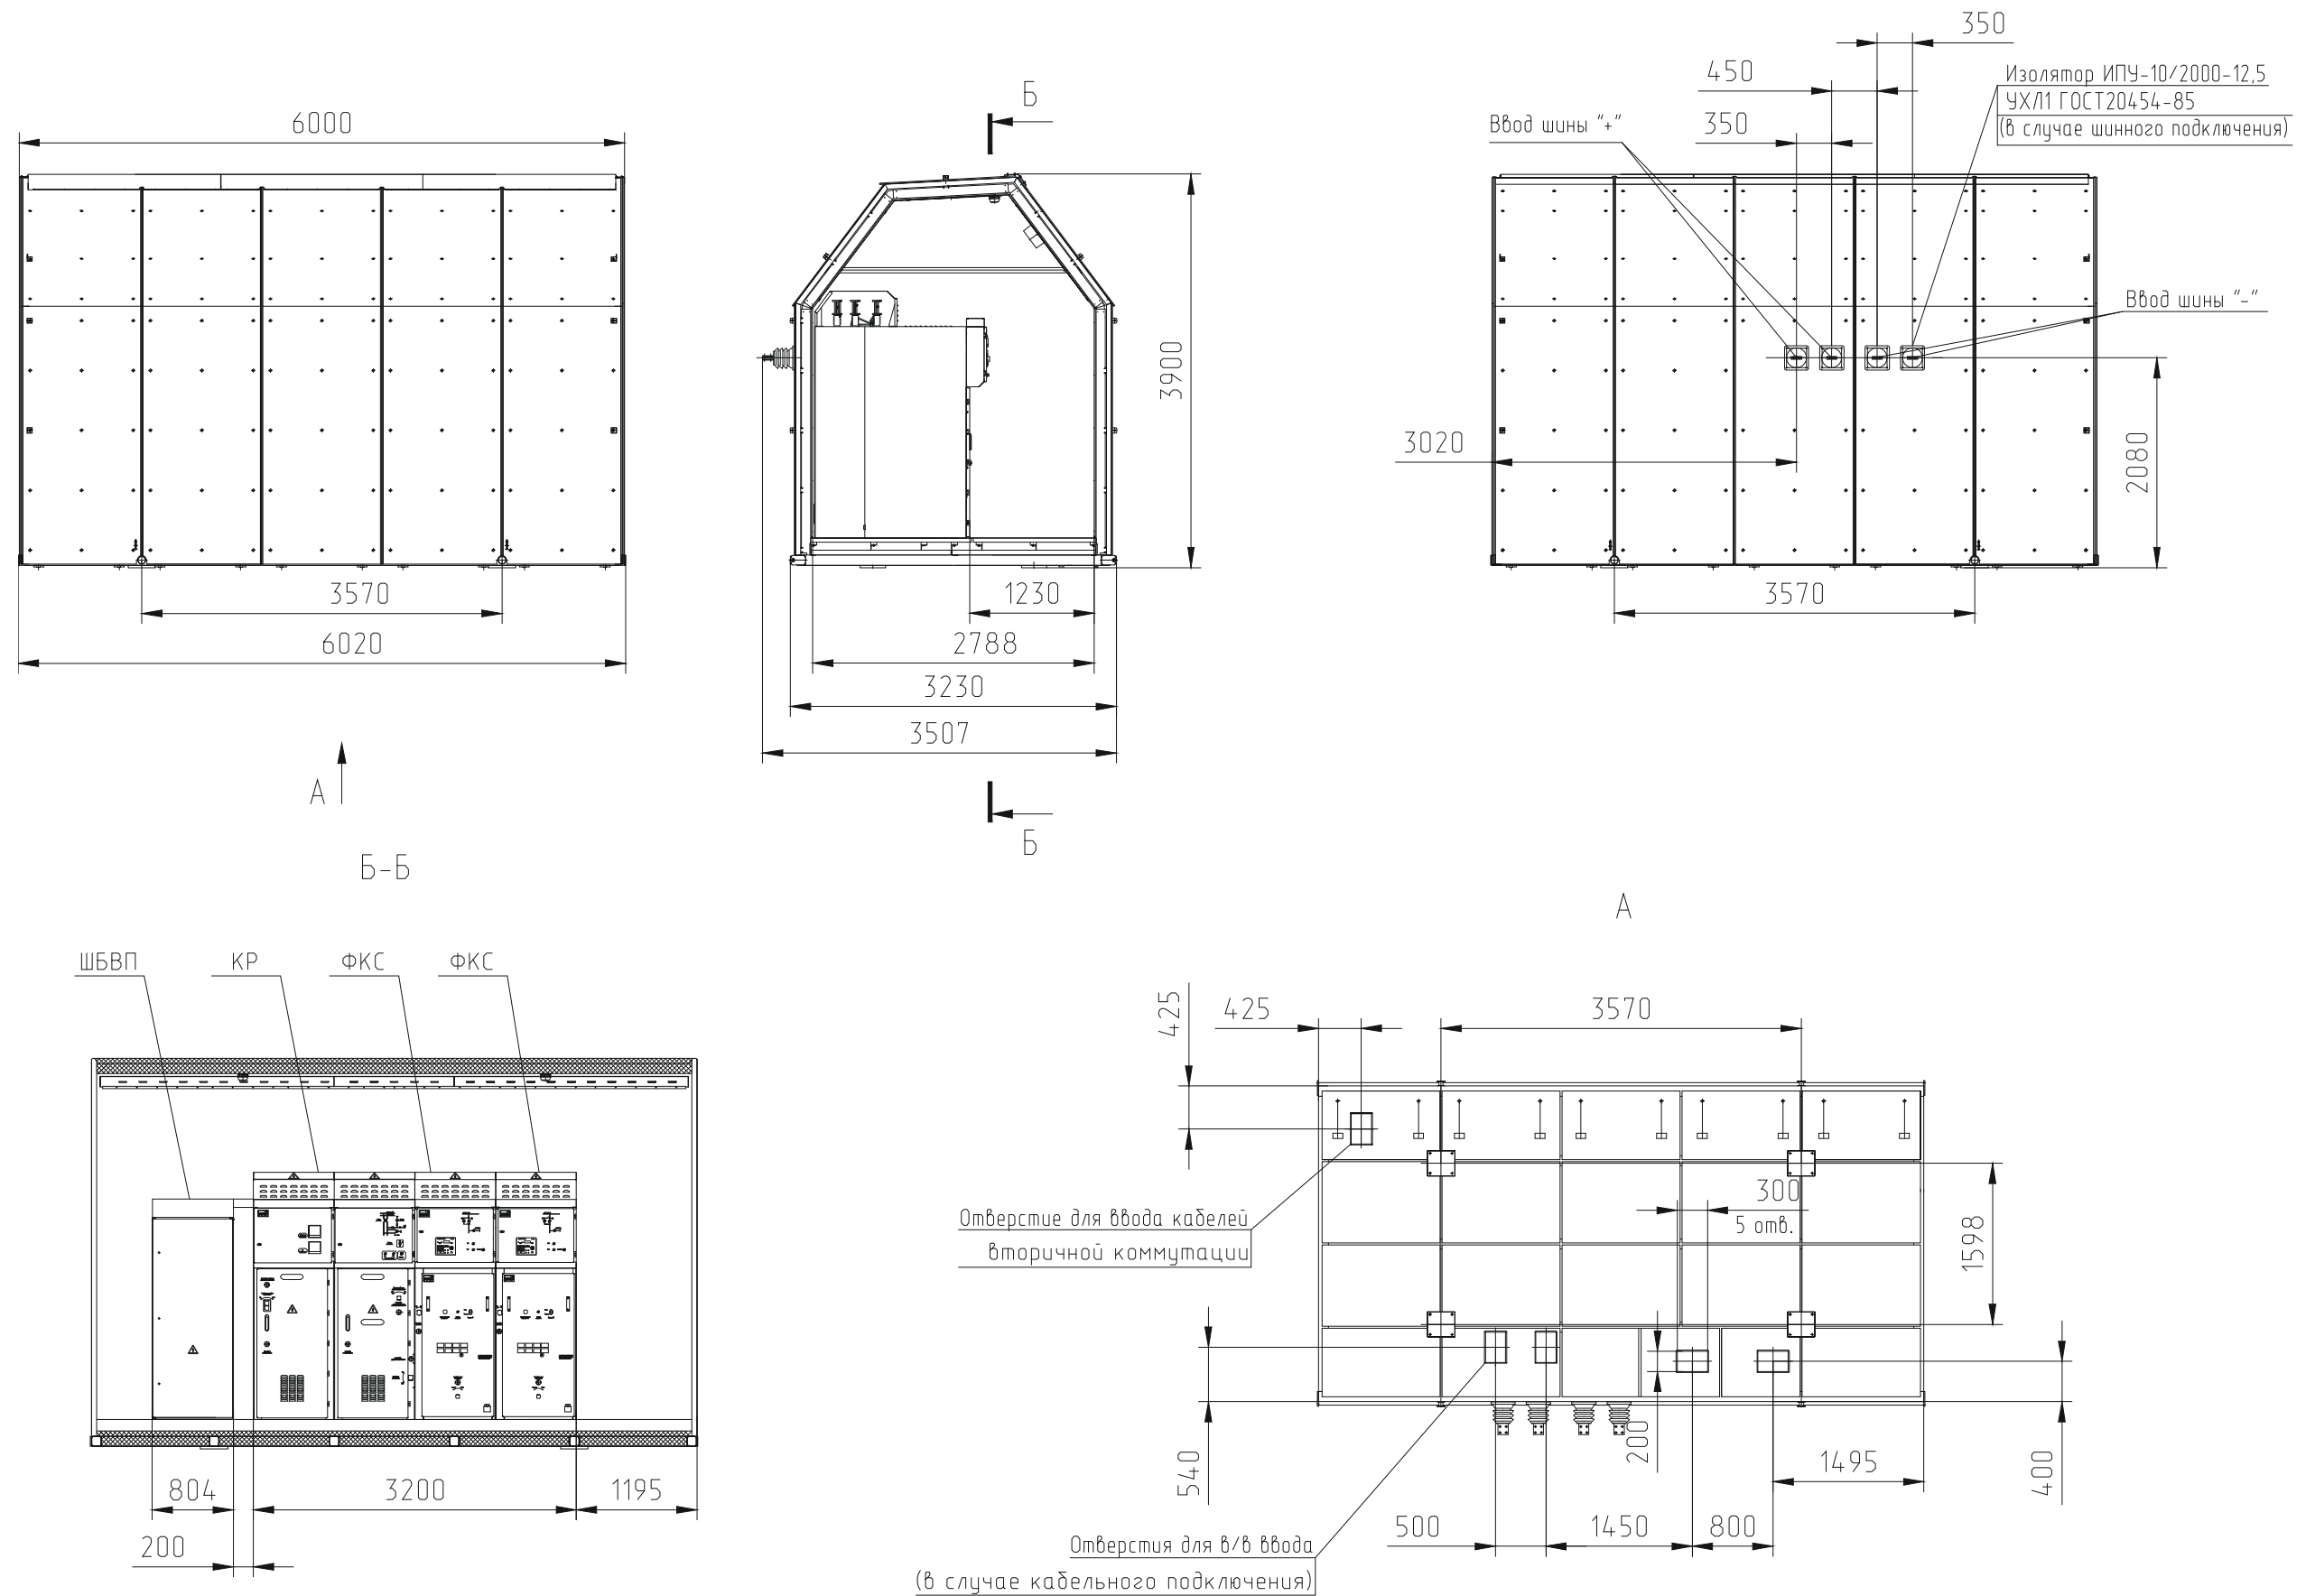 6000
3570
6020
А
Б
3900
1230
2788
3230
3507
Б
350
450
350
Изолятор ИПУ-10/2000-12,5
УХЛ1 ГОСТ20454-85
(в случае шинного подключения)
Ввод шины "+"
Ввод шины "-"
3020
2080
3570
Б-Б
ШБВП
КР
ФКС
ФКС
804
3200
1195
200
А
425
425
3570
300
5 отв.
1598
Отверстие для ввода кабелей
вторичной коммутации
540
200
1495
400
500
1450
800
Отверстия для в/в ввода
(в случае кабельного подключения)